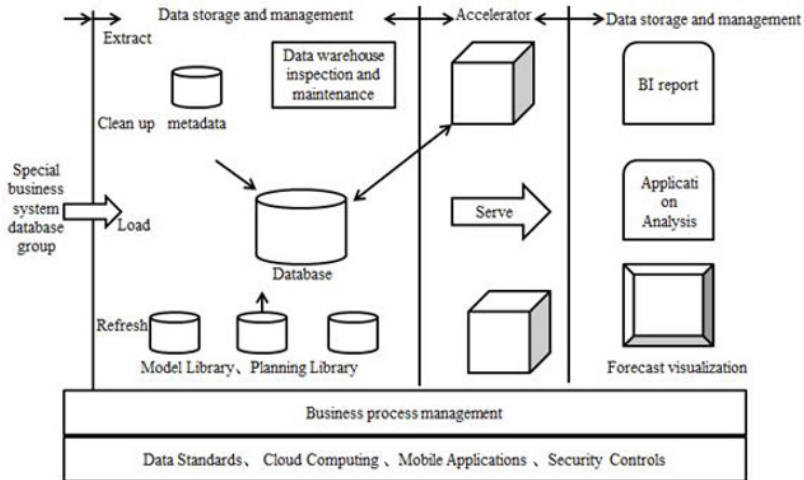 Data storage and management
Accelerator
Data storage and management
Extract
Data warehouse
inspection and
maintenance
BI report
Clean up
metadata
Special
business
system
database
group
Load
Serve
Applicati
on
Analysis
Database
Refresh
Model Library、Planning Library
Forecast visualization
Business process management
Data Standards、 Cloud Computing 、Mobile Applications 、Security Controls